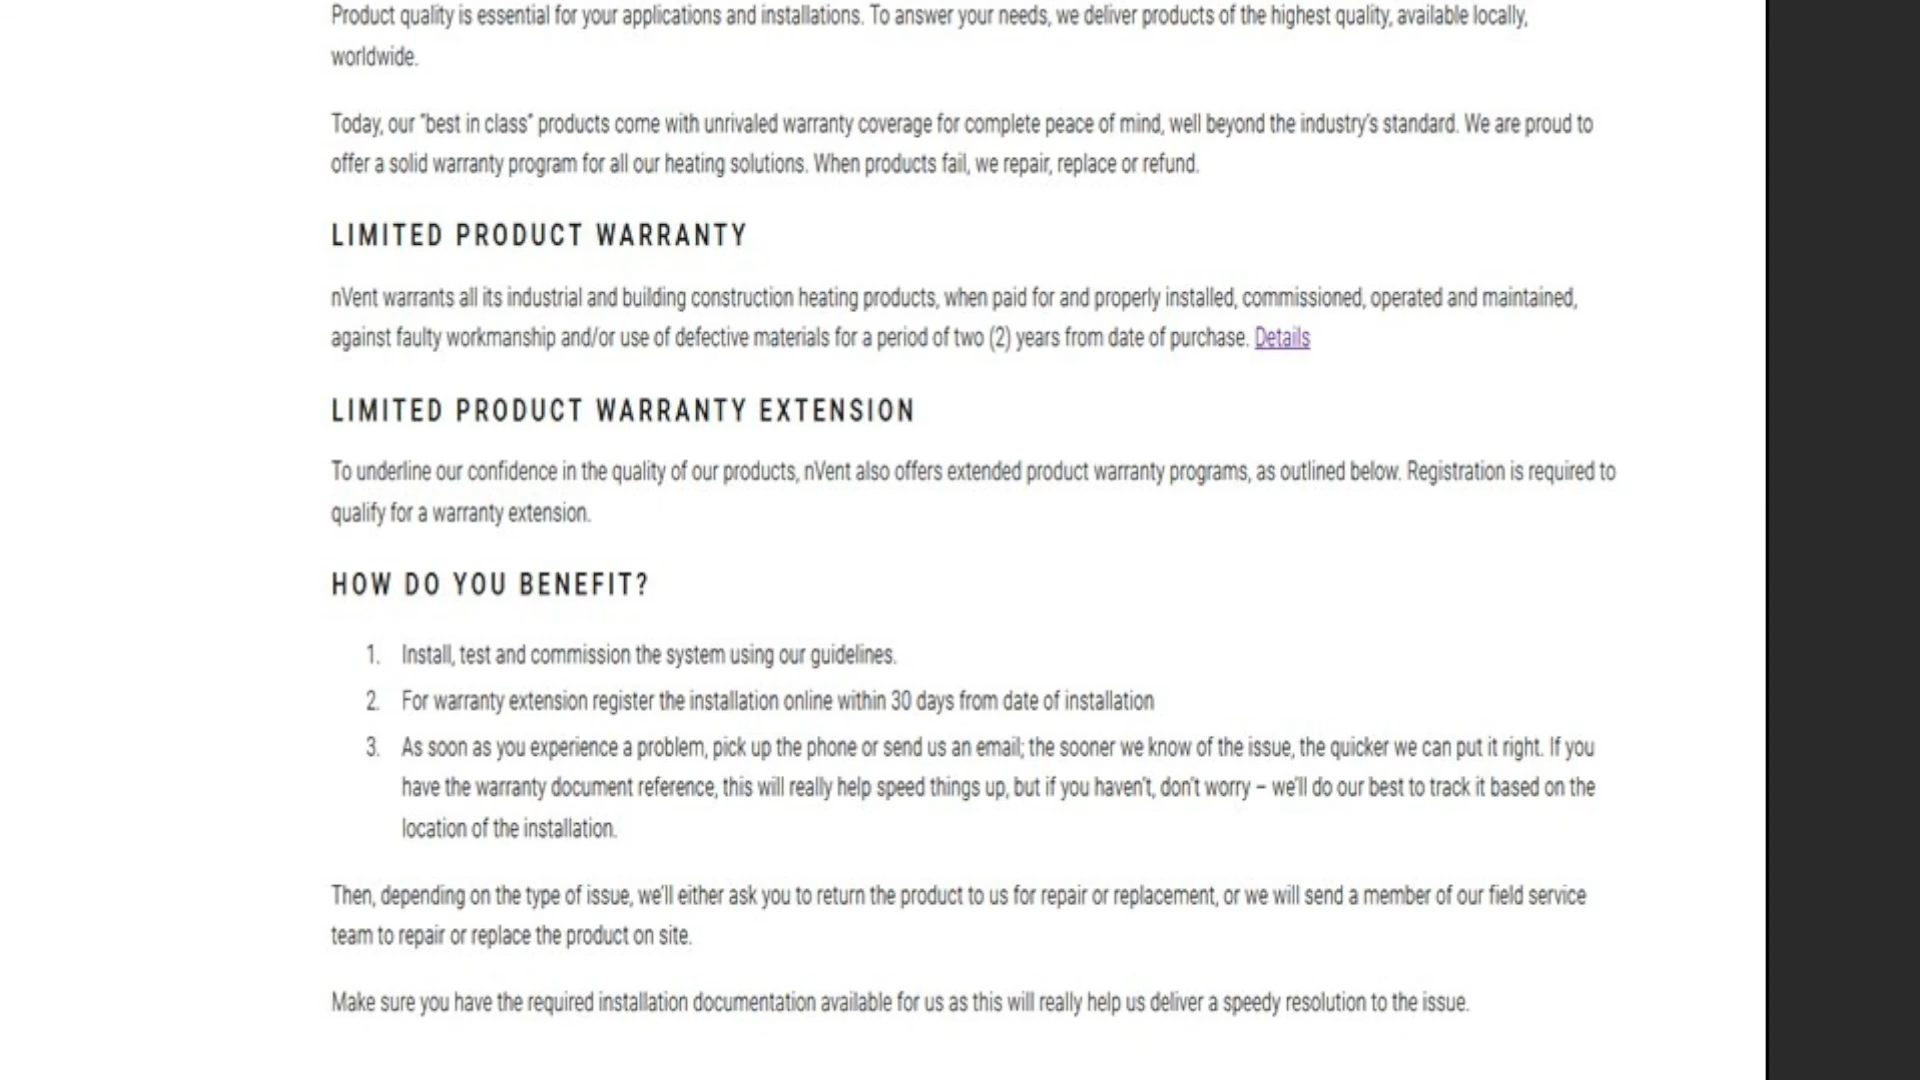 Product quality is essential for your applications and installations. To answer your needs, we deliver products of the highest quality, available locally,
worldwide.
Today, our "best in class" products come with unrivaled warranty coverage for complete peace of mind, well beyond the industry's standard. We are proud to
offer a solid warranty program for all our heating solutions. When products fail, we repair, replace or refund.
LIMITED PRODUCT WARRANTY
nVent warrants all its industrial and building construction heating products, when paid for and properly installed, commissioned, operated and maintained,
against faulty workmanship and/or use of defective materials for a period of two (2) years from date of purchase. Details
LIMITED PRODUCT WARRANTY EXTENSION
To underline our confidence in the quality of our products, nVent also offers extended product warranty programs, as outlined below. Registration is required to
qualify for a warranty extension.
HOW DO YOU BENEFIT?
1. Install, test and commission the system using our guidelines.
2. For warranty extension register the installation online within 30 days from date of installation
3. As soon as you experience a problem, pick up the phone or send us an email; the sooner we know of the issue, the quicker we can put it right. If you
have the warranty document reference, this will really help speed things up, but if you haven't, don't worry – we'll do our best to track it based on the
location of the installation.
Then, depending on the type of issue, we'll either ask you to return the product to us for repair or replacement, or we will send a member of our field service
team to repair or replace the product on site.
Make sure you have the required installation documentation available for us as this will really help us deliver a speedy resolution to the issue.